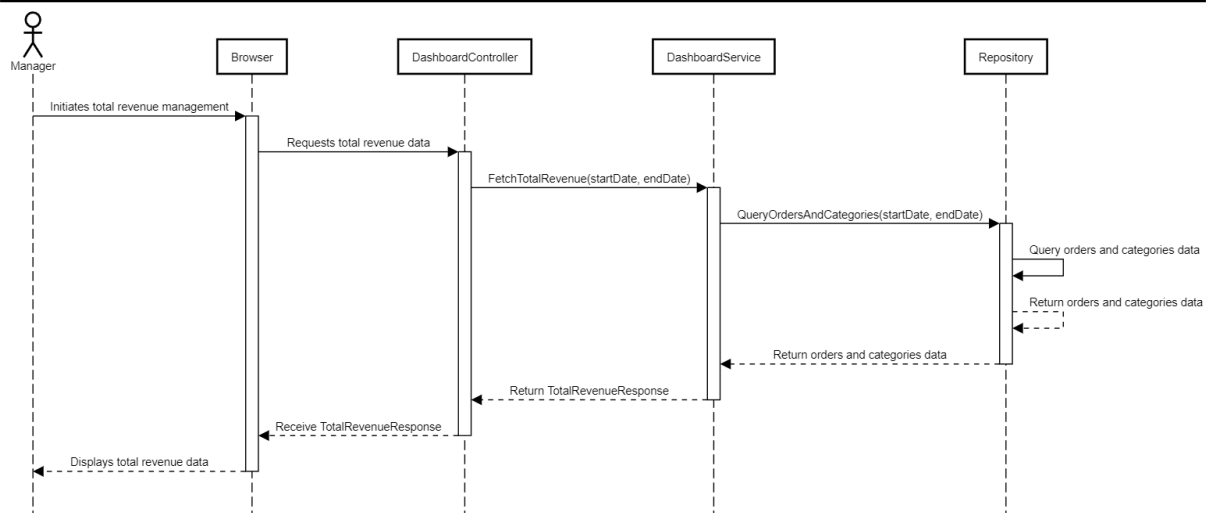 Manager
Browser
DashboardController
DashboardService
Repository
Initiates total revenue management
Requests total revenue data
FetchTotalRevenue(startDate, endDate)
QueryOrdersAndCategories(startDate, endDate)
Query orders and categories data
Return orders and categories data
Return orders and categories data
Return TotalRevenueResponse
Receive TotalRevenueResponse
Displays total revenue data